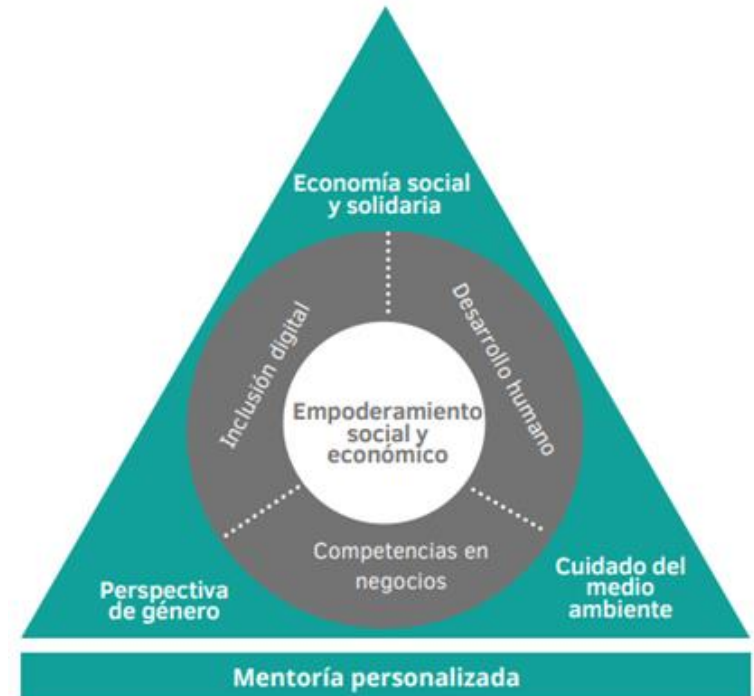 Economía social
y solidaria
Inclusión digital
Desarrollo humano
Empoderamiento
social y
económico
Competencias en
negocios
Perspectiva
de género
Cuidado del
medio
ambiente
Mentoría personalizada